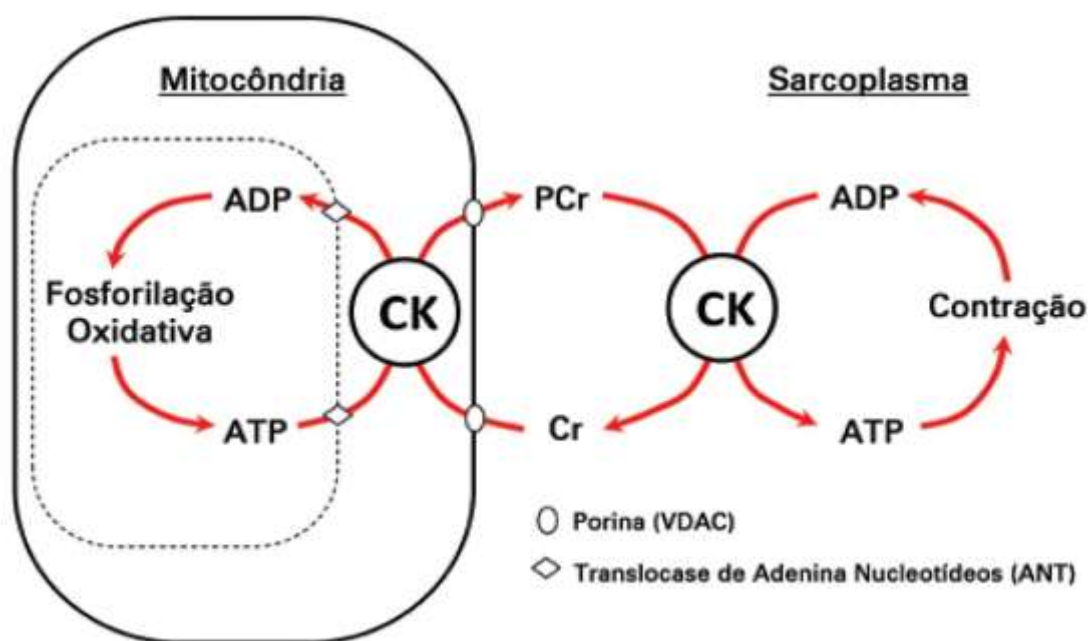 Mitocôndria
Sarcoplasma
ADP
PCr
ADP
Fosforilação
Oxidativa
CK
CK
Contração
ATP
Cr
ATP
Porina (VDAC)
Translocase de Adenina Nucleotídeos (ANT)